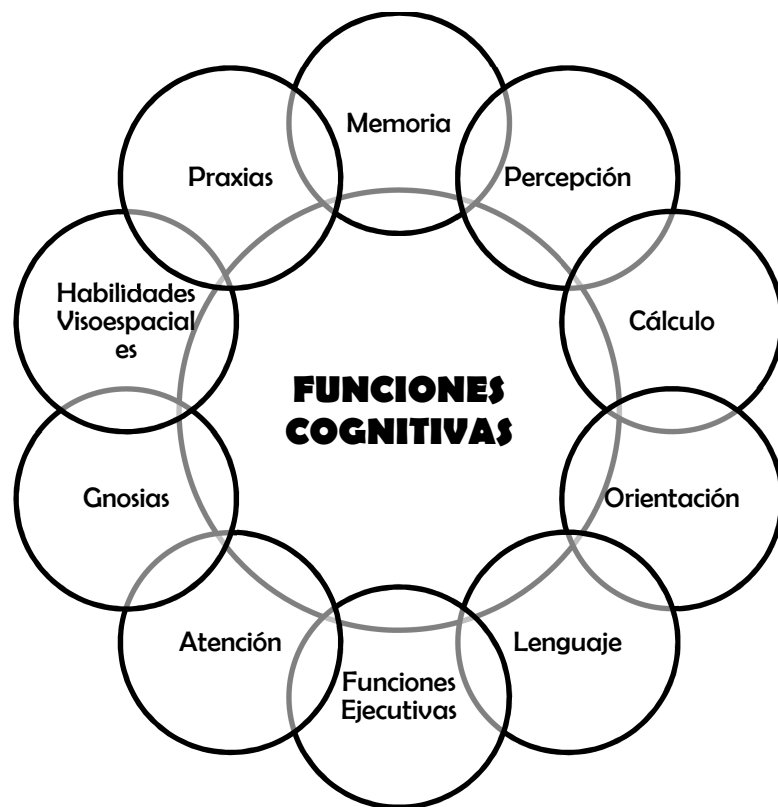 Memoria
Praxias
Percepción
Habilidades
Visoespacial
es
Cálculo
FUNCIONES
COGNITIVAS
Gnosias
Orientación
Atención
Lenguaje
Funciones
Ejecutivas